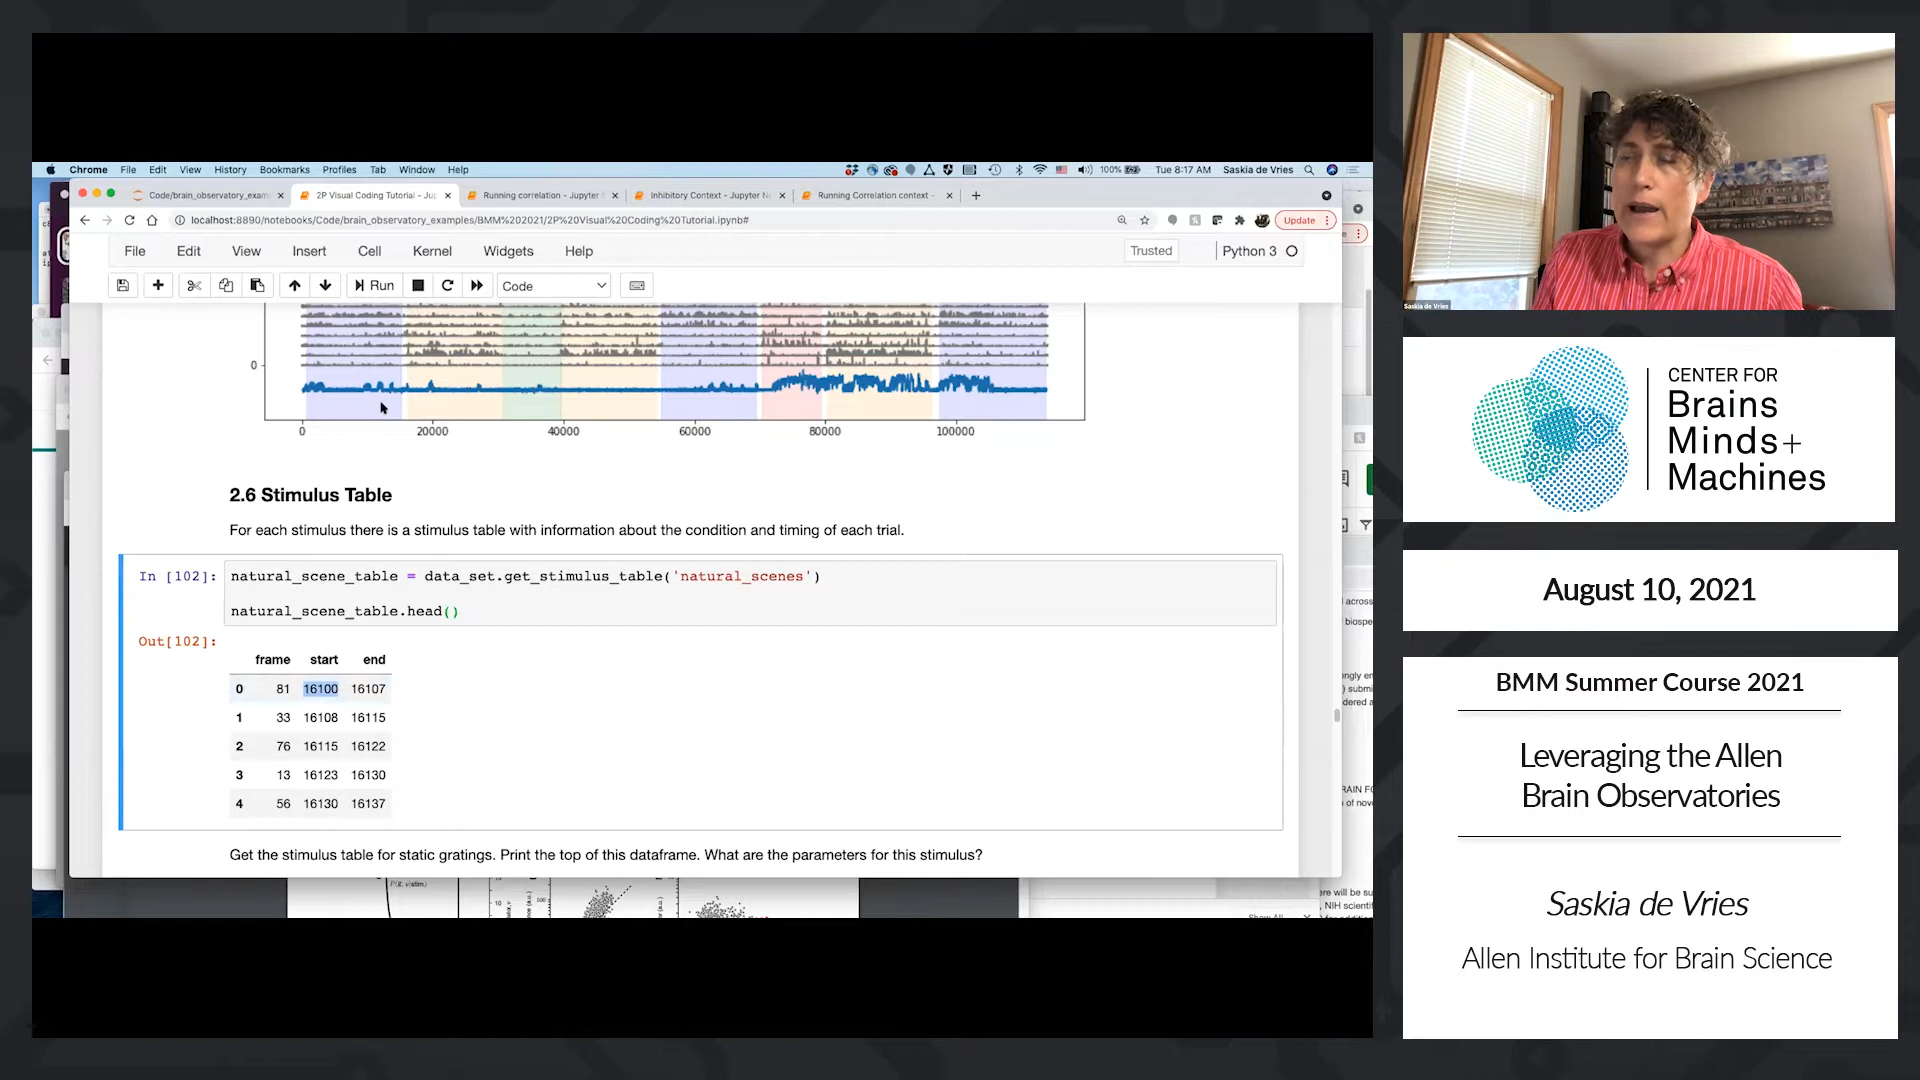 Chrome File Edit View History Bookmarks Profiles Tab Window Help
100% Tue 8:17 AM Saskia de Vries
Code/brain_observatory_exam
2P Visual Coding Tutorial - Ju
Running correlation - Jupyter
Inhibitory Context - Jupyter N
Running Correlation context -
localhost:8890/notebooks/Code/brain_observatory_examples/BMM%202021/2P%20Visual%20Coding%20Tutorial.ipynb#
Update
File Edit View Insert Cell Kernel Widgets Help
Trusted Python 3
Run Code
0
0 20000 40000 60000 80000 100000
2.6 Stimulus Table
For each stimulus there is a stimulus table with information about the condition and timing of each trial.
In [102]: natural_scene_table = data_set.get_stimulus_table('natural_scenes')
natural_scene_table.head()
Out[102]:
frame start end
0 81 16100 16107
1 33 16108 16115
2 76 16115 16122
3 13 16123 16130
4 56 16130 16137
Get the stimulus table for static gratings. Print the top of this dataframe. What are the parameters for this stimulus?
Saskia de Vries
CENTER FOR
Brains
Minds+
Machines
August 10, 2021
BMM Summer Course 2021
Leveraging the Allen
Brain Observatories
Saskia de Vries
Allen Institute for Brain Science